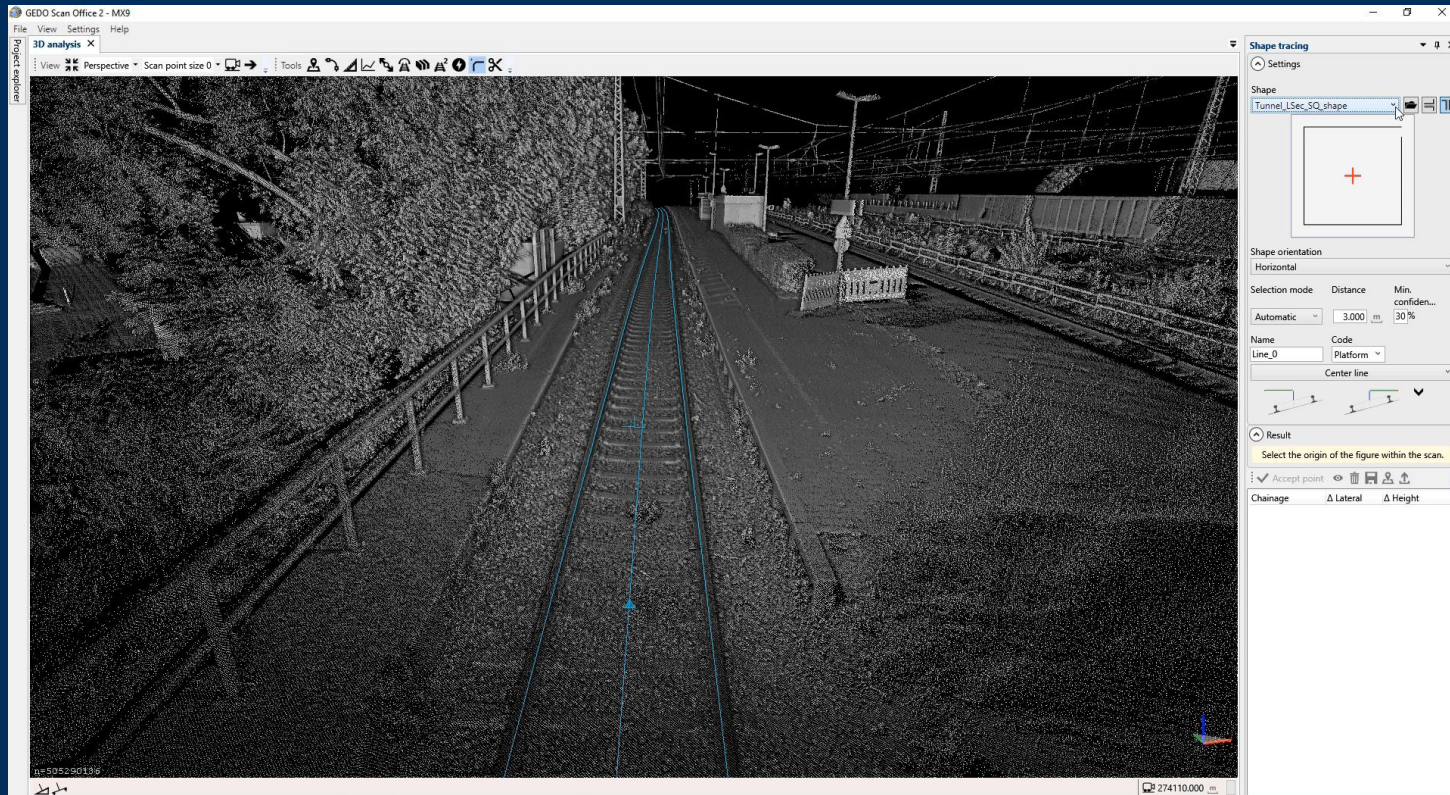 GEDO Scan Office 2 - MX9
File View Settings Help
Project explorer
3D analysis
View Perspective Scan point size 0 Tools
n=505290136
274110.000 m
Shape tracing
Settings
Shape
Tunnel_LSec_SQ_shape
Shape orientation
Horizontal
Selection mode Distance Min. confiden...
Automatic 3.000 m 30 %
Name Code
Line_0 Platform
Center line
Result
Select the origin of the figure within the scan.
Accept point
Chainage Δ Lateral Δ Height